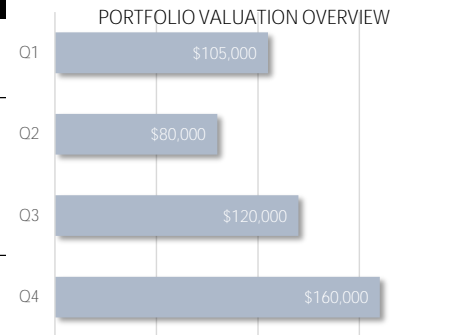 PORTFOLIO VALUATION OVERVIEW
Q1 $105,000
Q2 $80,000
Q3 $120,000
Q4 $160,000